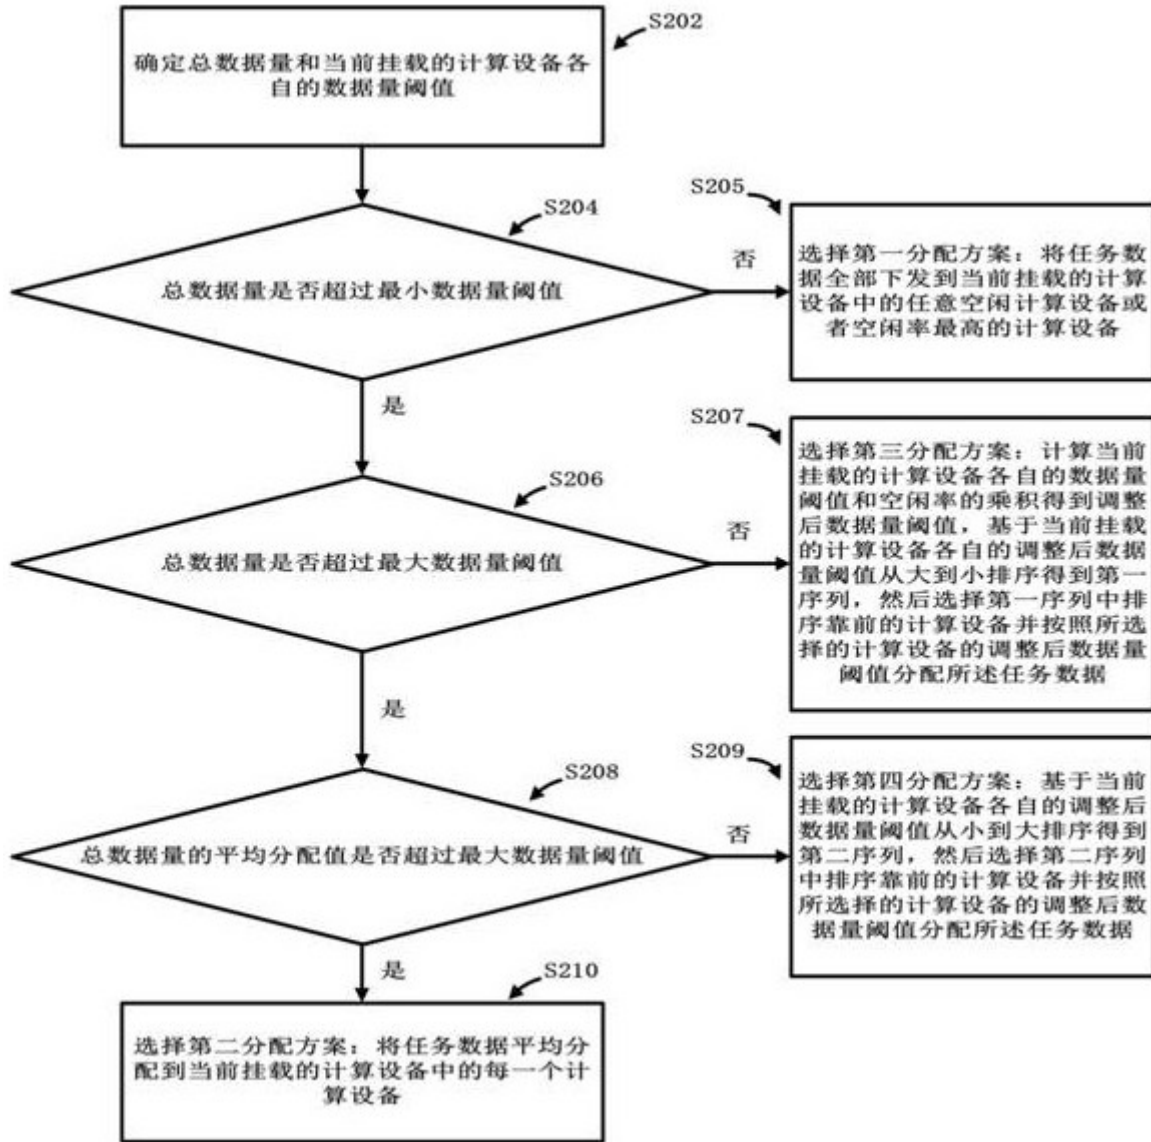 S202
确定总数据量和当前挂载的计算设备各
自的数据量阈值
S204
总数据量是否超过最小数据量阈值
否
S205
选择第一分配方案：将任务数
据全部下发到当前挂载的计算
设备中的任意空闲计算设备或
者空闲率最高的计算设备
是
S206
总数据量是否超过最大数据量阈值
否
S207
选择第三分配方案：计算当前
挂载的计算设备各自的数据量
阈值和空闲率的乘积得到调整
后数据量阈值，基于当前挂载
的计算设备各自的调整后数据
量阈值从大到小排序得到第一
序列，然后选择第一序列中排
序靠前的计算设备并按照所选
择的计算设备的调整后数据量
阈值分配所述任务数据
是
S208
总数据量的平均分配值是否超过最大数据量阈值
否
S209
选择第四分配方案：基于当前
挂载的计算设备各自的调整后
数据量阈值从小到大排序得到
第二序列，然后选择第二序列
中排序靠前的计算设备并按照
所选择的计算设备的调整后数
据量阈值分配所述任务数据
是
S210
选择第二分配方案：将任务数据平均分
配到当前挂载的计算设备中的每一个计
算设备